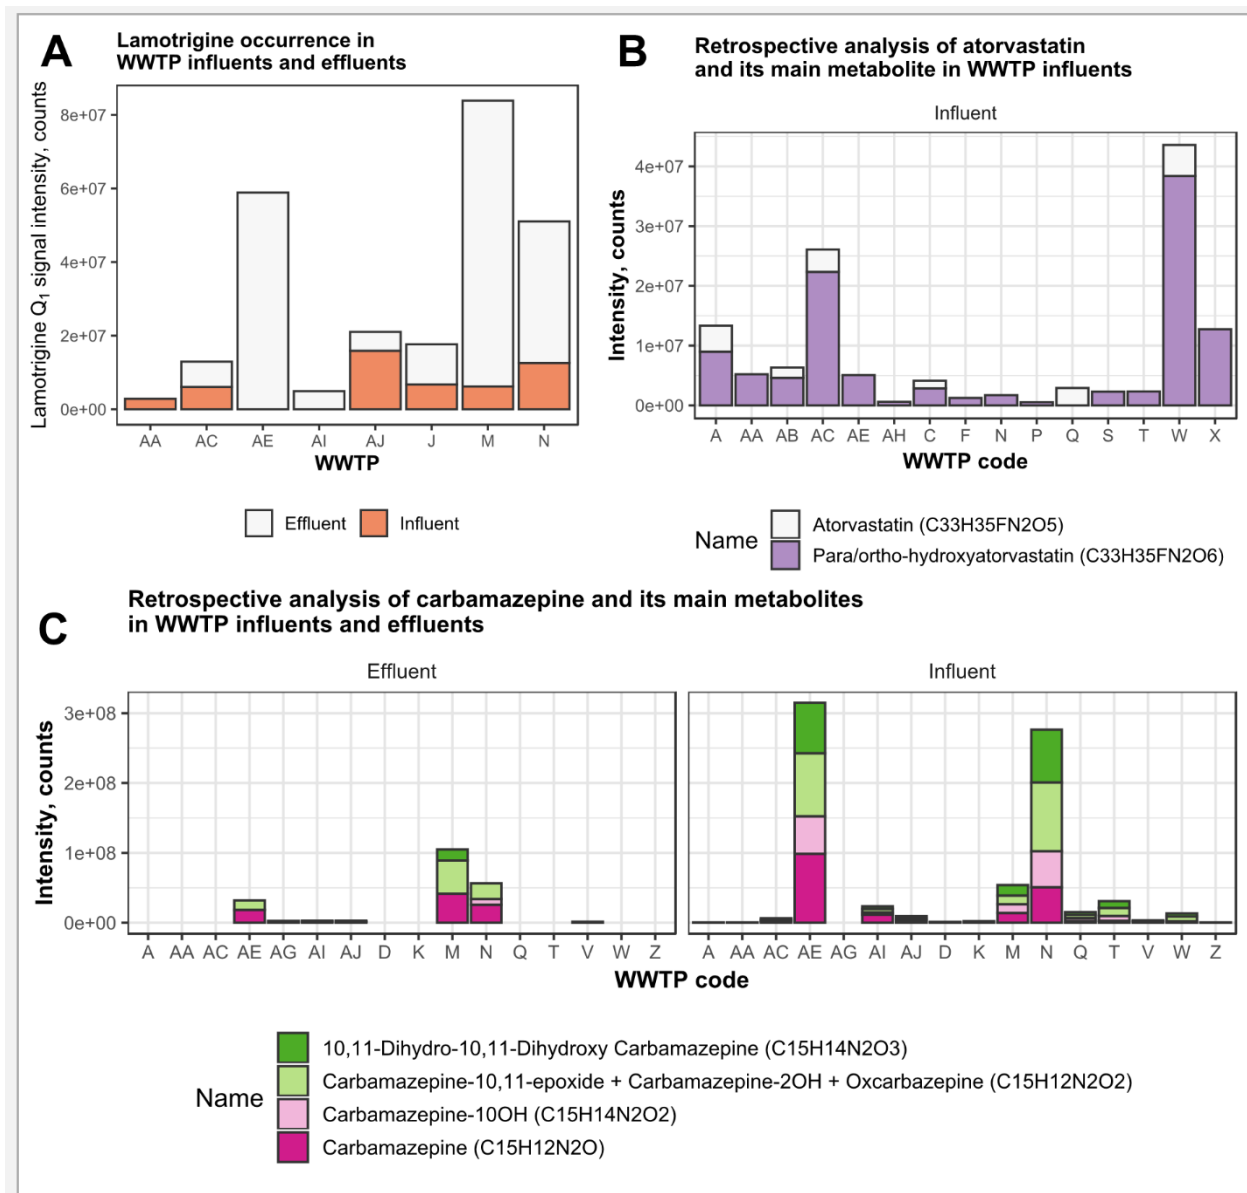 A
Lamotrigine occurrence in
WWTP influents and effluents
Lamotrigine Q₁ signal intensity, counts
8e+07
6e+07
4e+07
2e+07
0e+00
AA AC AE AI AJ J M N
WWTP
Effluent Influent
B
Retrospective analysis of atorvastatin
and its main metabolite in WWTP influents
Influent
Intensity, counts
4e+07
3e+07
2e+07
1e+07
0e+00
A AA AB AC AE AH C F N P Q S T W X
WWTP code
Name
Atorvastatin (C33H35FN2O5)
Para/ortho-hydroxyatorvastatin (C33H35FN2O6)
C
Retrospective analysis of carbamazepine and its main metabolites
in WWTP influents and effluents
Effluent Influent
Intensity, counts
3e+08
2e+08
1e+08
0e+00
A AA AC AE AG AI AJ D K M N Q T V W Z A AA AC AE AG AI AJ D K M N Q T V W Z
WWTP code
Name
10,11-Dihydro-10,11-Dihydroxy Carbamazepine (C15H14N2O3)
Carbamazepine-10,11-epoxide + Carbamazepine-2OH + Oxcarbazepine (C15H12N2O2)
Carbamazepine-10OH (C15H14N2O2)
Carbamazepine (C15H12N2O)